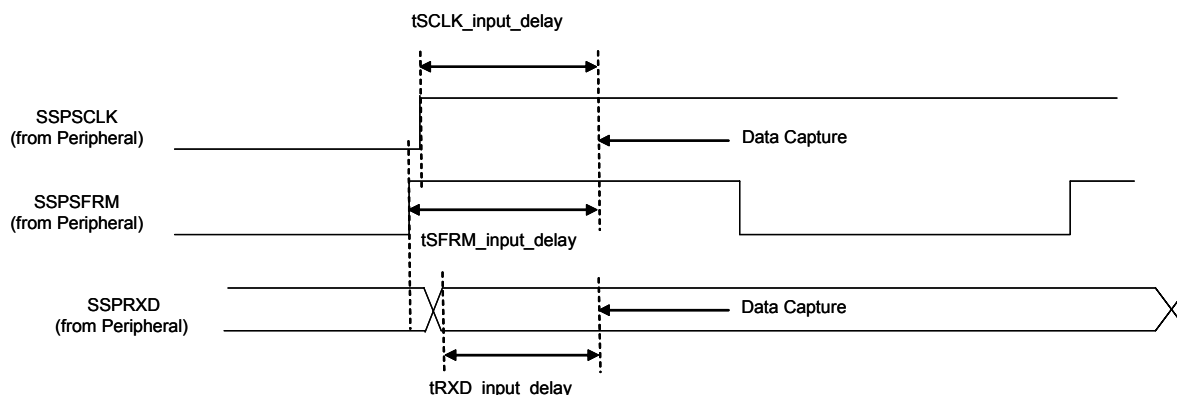 tSCLK_input_delay
SSPSCLK
(from Peripheral)
Data Capture
SSPSFRM
(from Peripheral)
tSFRM_input_delay
SSPRXD
(from Peripheral)
Data Capture
tRXD_input_delay